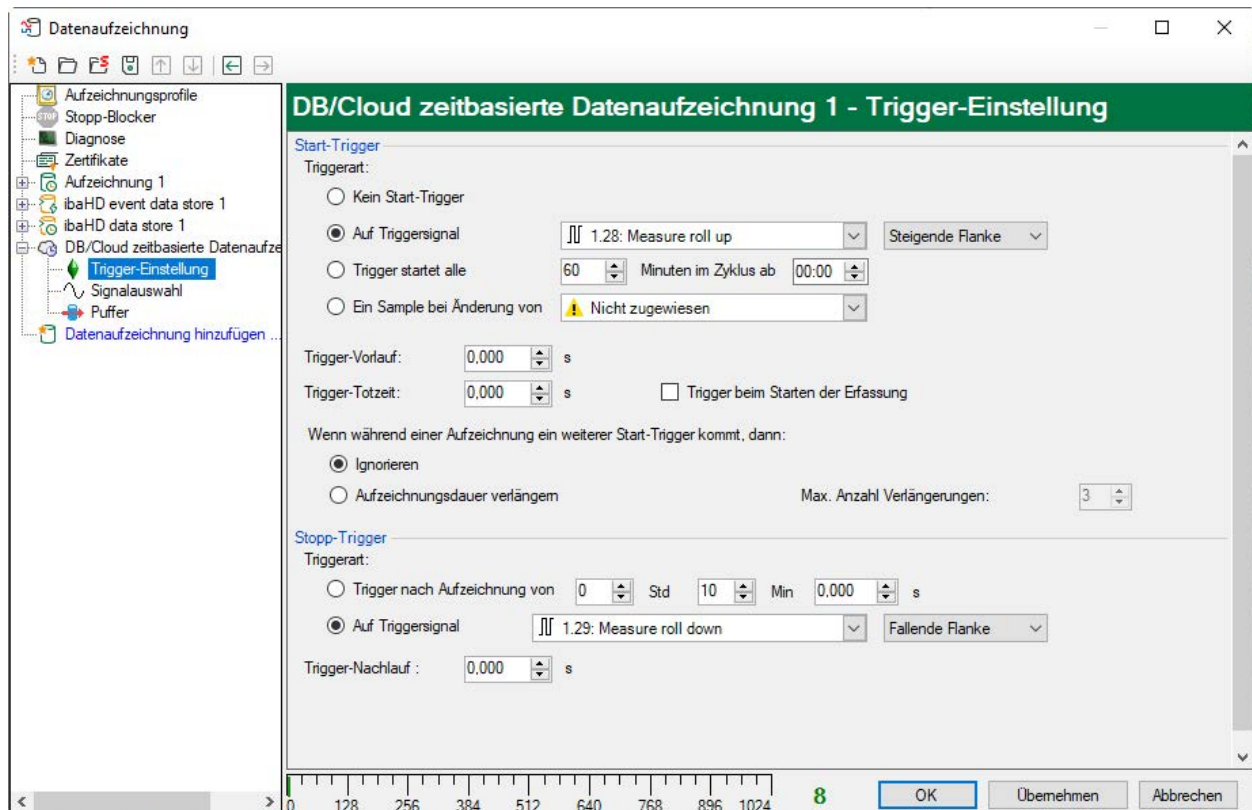 Datenaufzeichnung
Aufzeichnungsprofile
STOP Stopp-Blocker
Diagnose
Zertifikate
Aufzeichnung 1
ibaHD event data store 1
ibaHD data store 1
DB/Cloud zeitbasierte Datenaufze
Trigger-Einstellung
Signalauswahl
Puffer
Datenaufzeichnung hinzufügen ...
DB/Cloud zeitbasierte Datenaufzeichnung 1 - Trigger-Einstellung
Start-Trigger
Triggerart:
Kein Start-Trigger
Auf Triggersignal 1.28: Measure roll up Steigende Flanke
Trigger startet alle 60 Minuten im Zyklus ab 00:00
Ein Sample bei Änderung von Nicht zugewiesen
Trigger-Vorlauf: 0,000 s
Trigger-Totzeit: 0,000 s Trigger beim Starten der Erfassung
Wenn während einer Aufzeichnung ein weiterer Start-Trigger kommt, dann:
Ignorieren
Aufzeichnungsdauer verlängern Max. Anzahl Verlängerungen: 3
Stopp-Trigger
Triggerart:
Trigger nach Aufzeichnung von 0 Std 10 Min 0,000 s
Auf Triggersignal 1.29: Measure roll down Fallende Flanke
Trigger-Nachlauf : 0,000 s
0 128 256 384 512 640 768 896 1024 8 OK Übernehmen Abbrechen